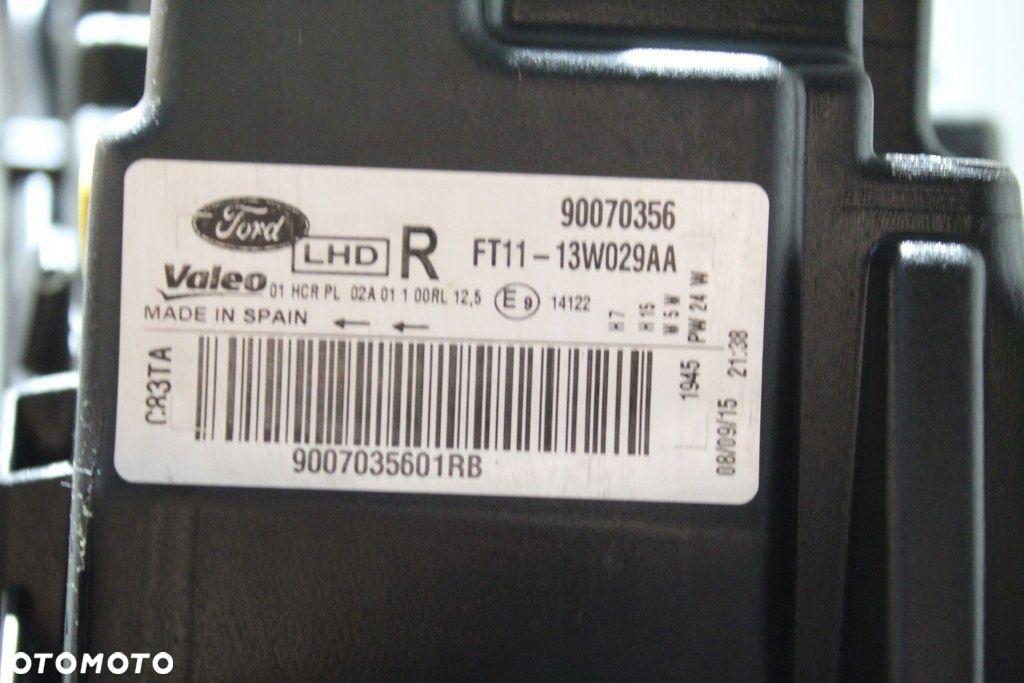 Ford
90070356
LHD R FT11-13W029AA
Valeo 01 HCR PL 02A 01 1 00RL 12,5 E9 14122
MADE IN SPAIN
H7
H15
W5W
PW 24 W
C83TA
1945
08/09/15 21:38
9007035601RB
OTOMOTO